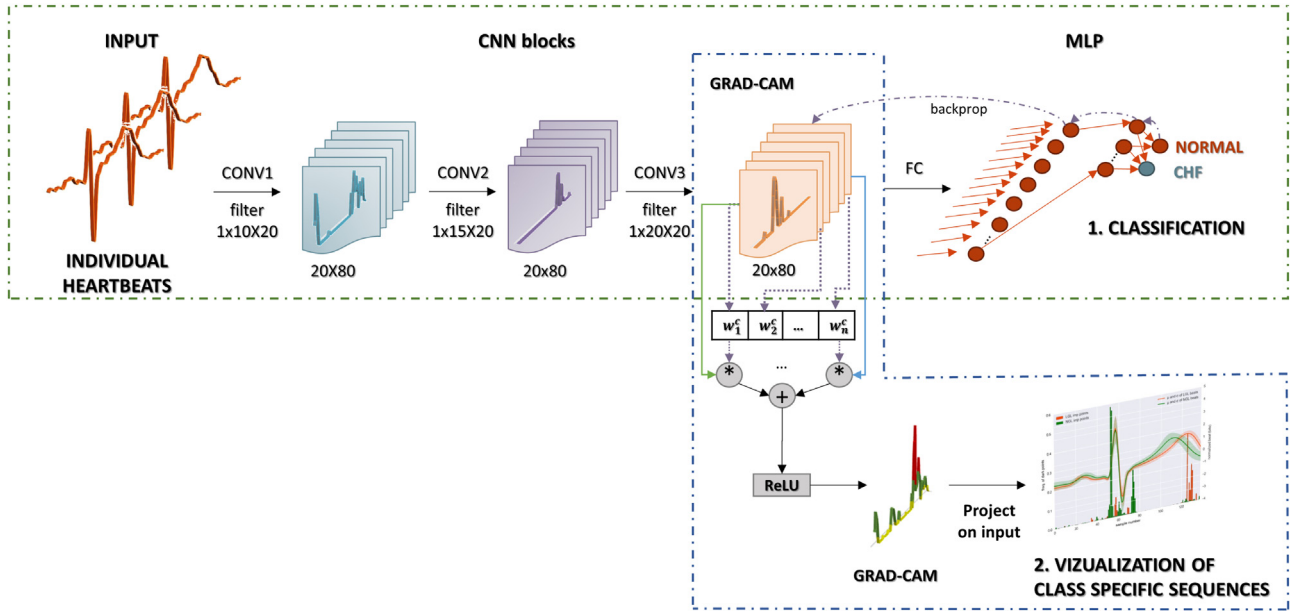 INPUT
CNN blocks
MLP
GRAD-CAM
backprop
CONV1
filter
1x10X20
CONV2
filter
1x15X20
CONV3
filter
1x20X20
FC
NORMAL
CHF
1. CLASSIFICATION
INDIVIDUAL
HEARTBEATS
20X80
20x80
20x80
w₁ᶜ w₂ᶜ ... wₙᶜ
...
* *
+
ReLU
GRAD-CAM
Project
on input
2. VIZUALIZATION OF
CLASS SPECIFIC SEQUENCES